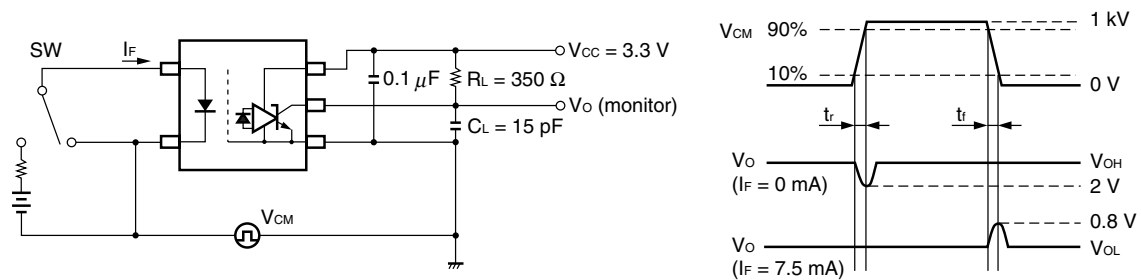 SW
IF
VCC = 3.3 V
0.1 μF
RL = 350 Ω
VO (monitor)
CL = 15 pF
VCM
VCM 90%
1 kV
10%
0 V
tr
tf
VO
(IF = 0 mA)
VOH
2 V
0.8 V
VO
(IF = 7.5 mA)
VOL